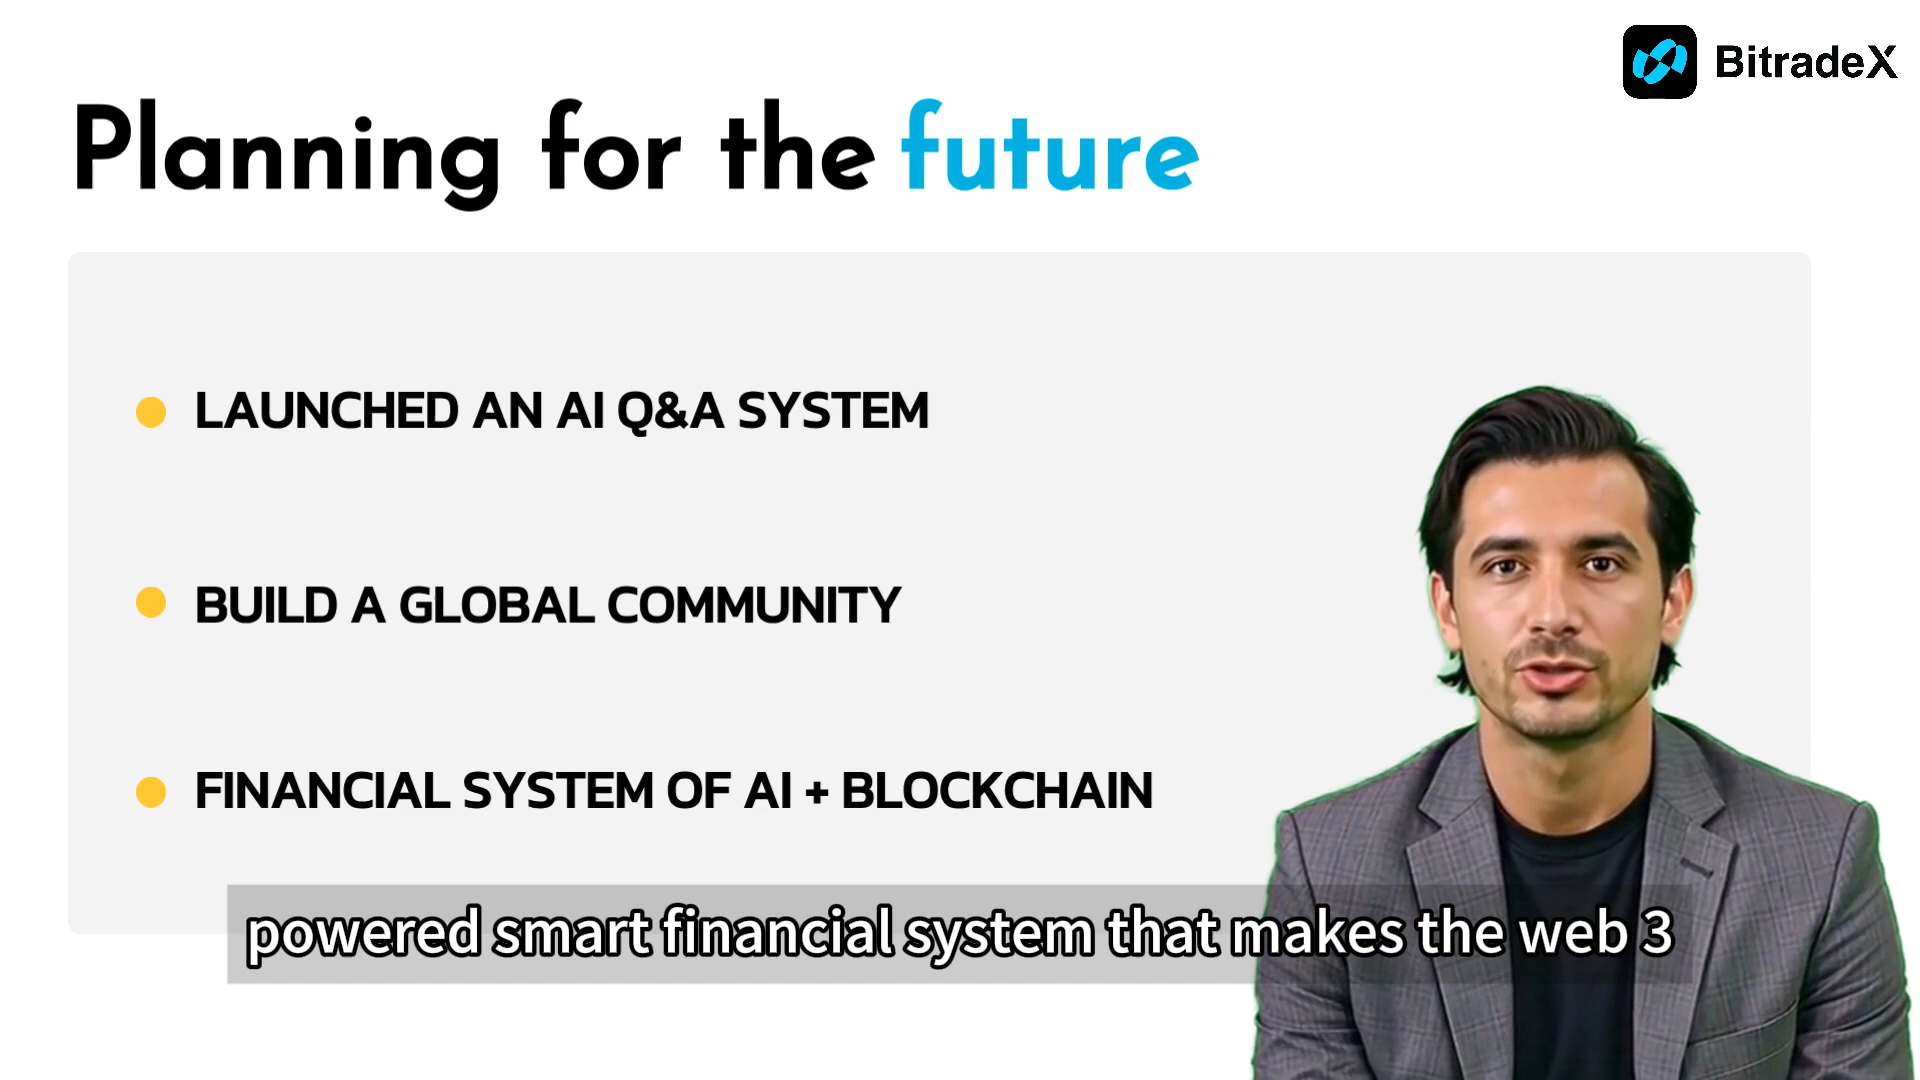 BitradeX
Planning for the future
LAUNCHED AN AI Q&A SYSTEM
BUILD A GLOBAL COMMUNITY
FINANCIAL SYSTEM OF AI + BLOCKCHAIN
powered smart financial system that makes the web 3